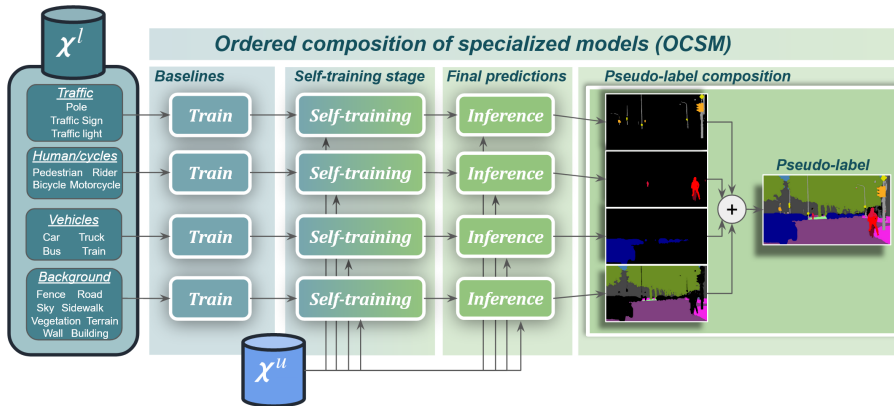 χˡ
Ordered composition of specialized models (OCSM)
Baselines
Self-training stage
Final predictions
Pseudo-label composition
Traffic
Pole
Traffic Sign
Traffic light
Train
Self-training
Inference
Human/cycles
Pedestrian Rider
Bicycle Motorcycle
Train
Self-training
Inference
Vehicles
Car Truck
Bus Train
Train
Self-training
Inference
Background
Fence Road
Sky Sidewalk
Vegetation Terrain
Wall Building
Train
Self-training
Inference
+
Pseudo-label
χᵘ